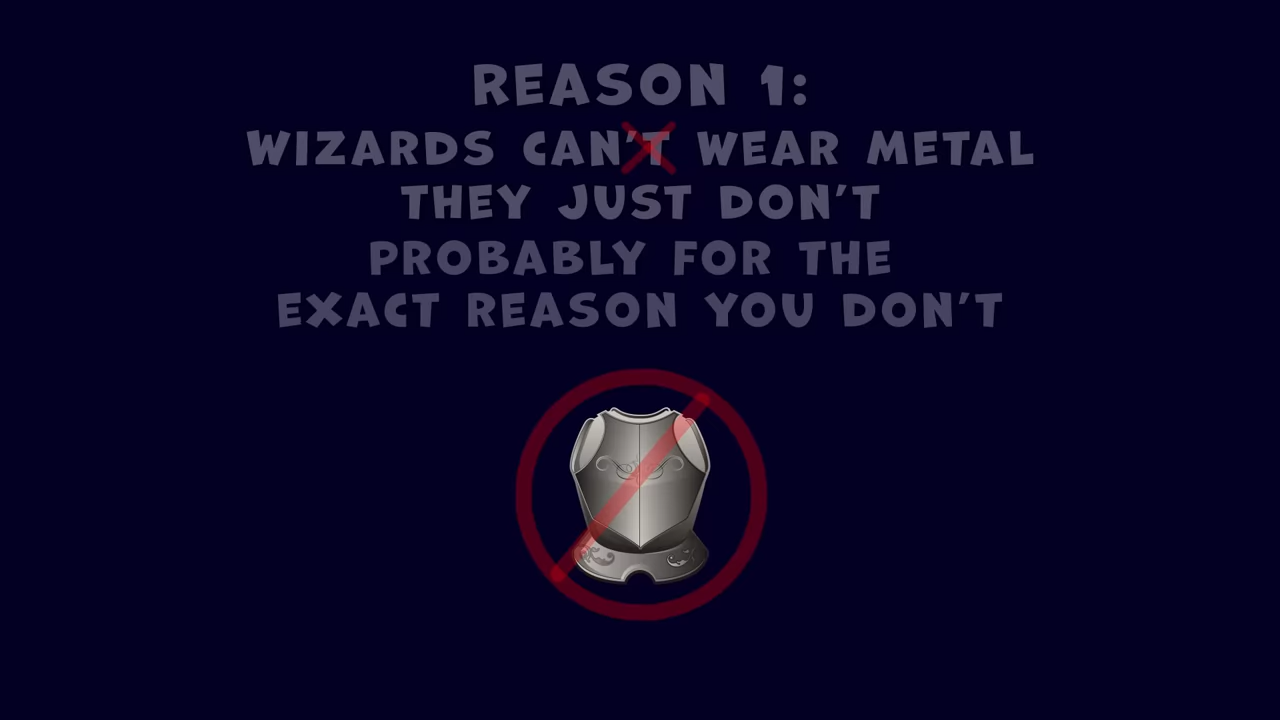 REASON 1:
WIZARDS CAN'T WEAR METAL
THEY JUST DON'T
PROBABLY FOR THE
EXACT REASON YOU DON'T